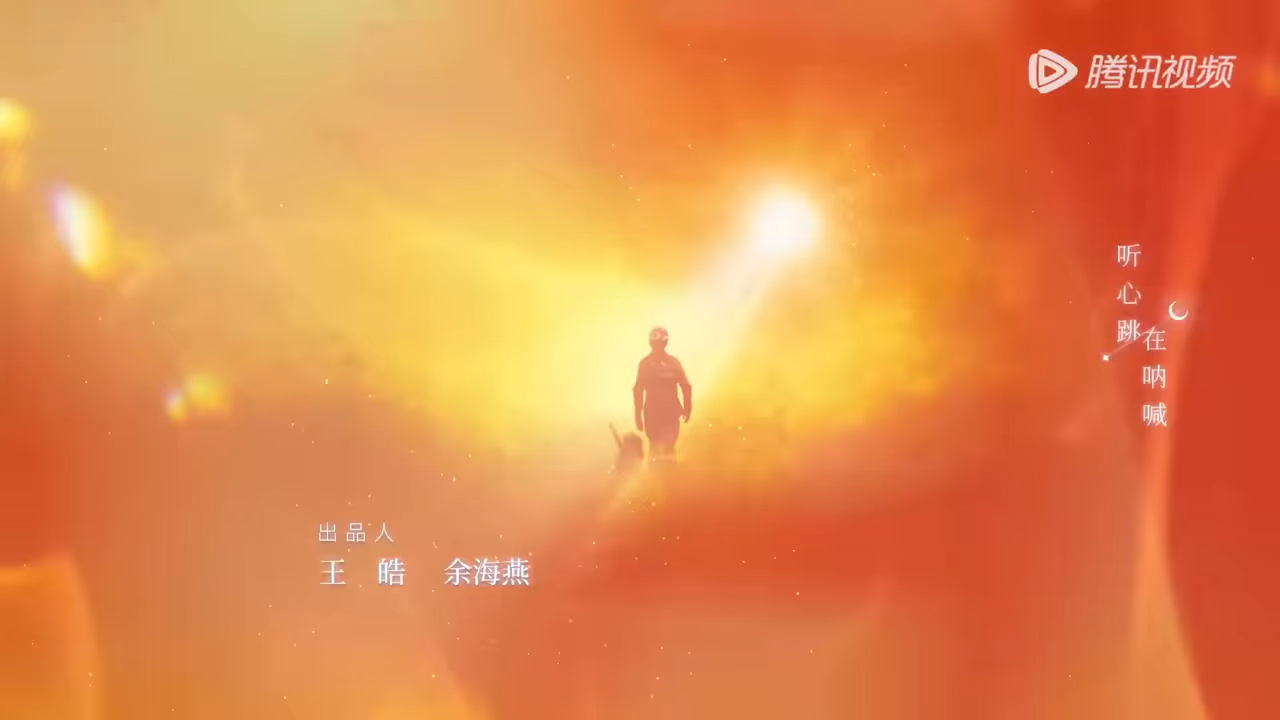 腾讯视频
听心跳
在呐喊
出品人
王 皓 余海燕